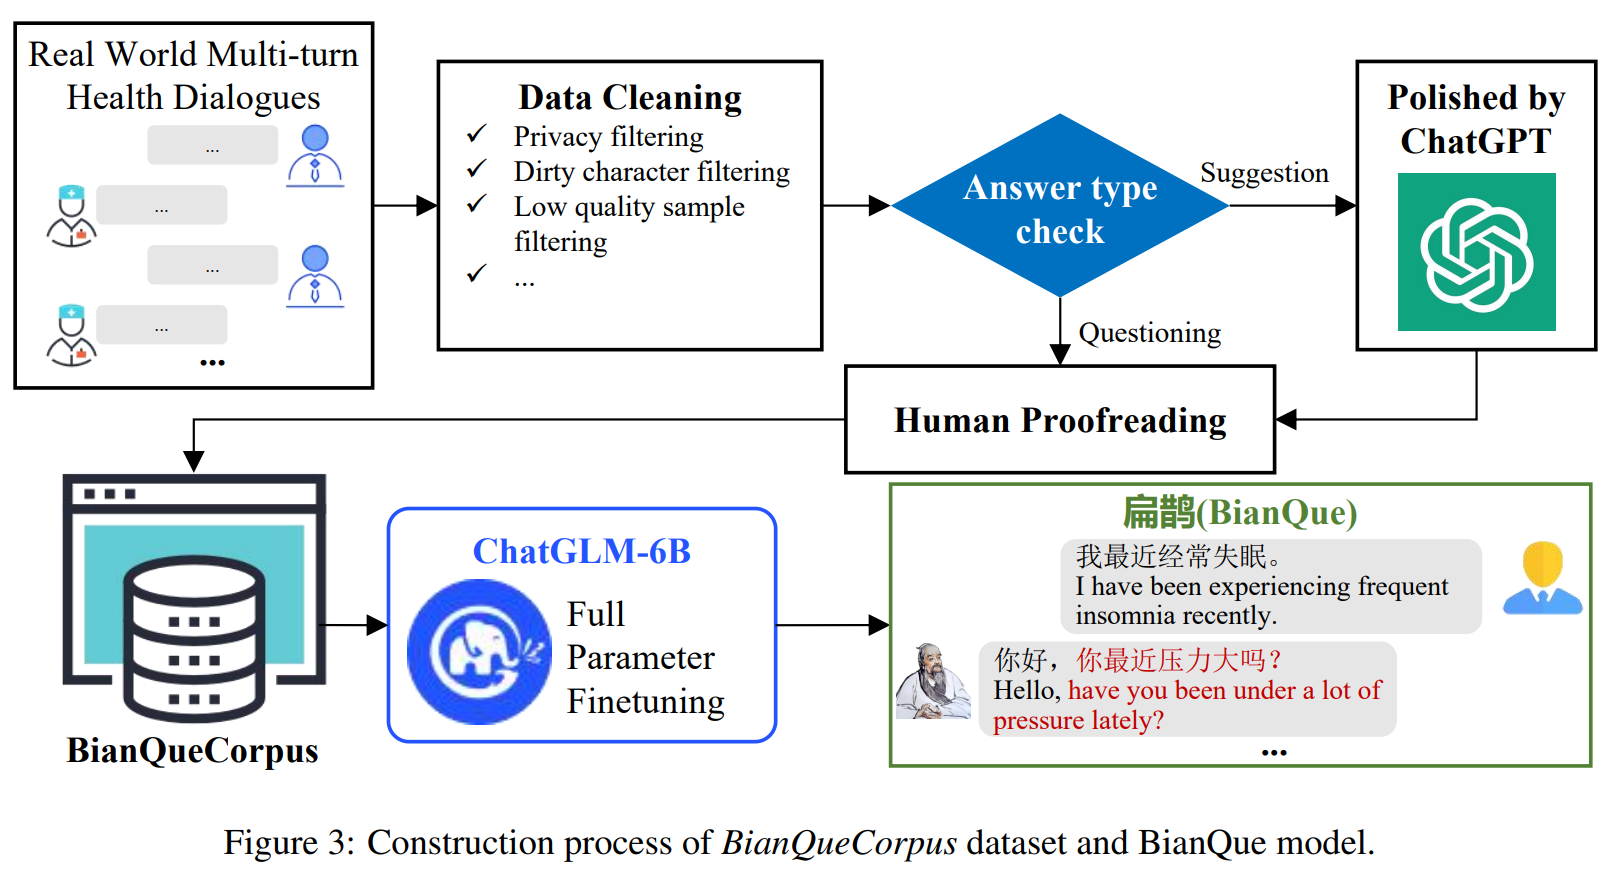 Real World Multi-turn
Health Dialogues
...
...
...
...
...
Data Cleaning
✓ Privacy filtering
✓ Dirty character filtering
✓ Low quality sample
filtering
✓ ...
Answer type
check
Suggestion
Questioning
Polished by
ChatGPT
Human Proofreading
BianQueCorpus
ChatGLM-6B
Full
Parameter
Finetuning
扁鹊(BianQue)
我最近经常失眠。
I have been experiencing frequent
insomnia recently.
你好，你最近压力大吗？
Hello, have you been under a lot of
pressure lately?
...
Figure 3: Construction process of BianQueCorpus dataset and BianQue model.